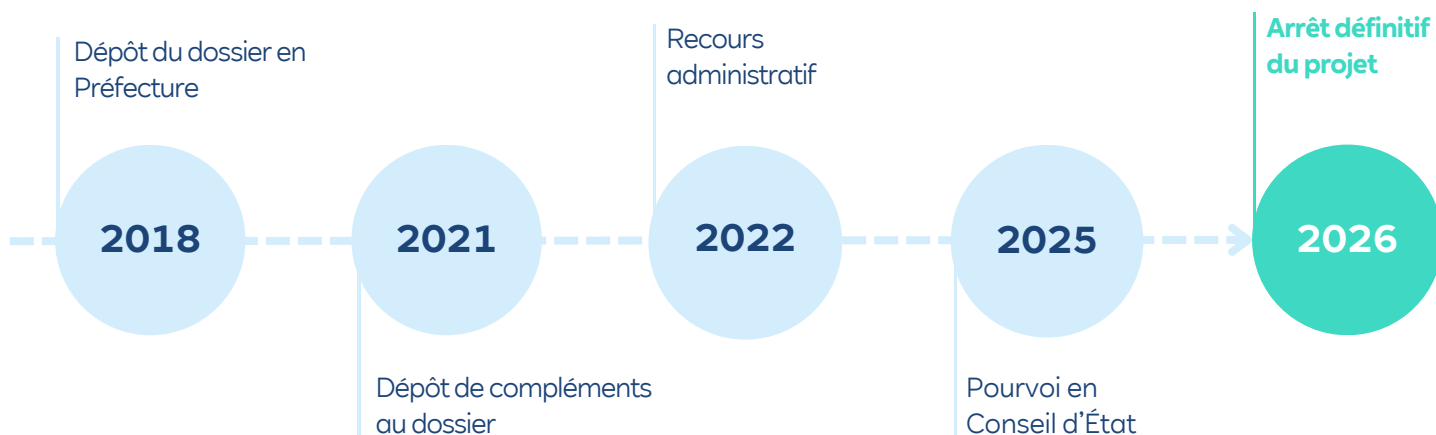 Dépôt du dossier en
Préfecture
Recours
administratif
Arrêt définitif
du projet
2018
2021
2022
2025
2026
Dépôt de compléments
au dossier
Pourvoi en
Conseil d'État